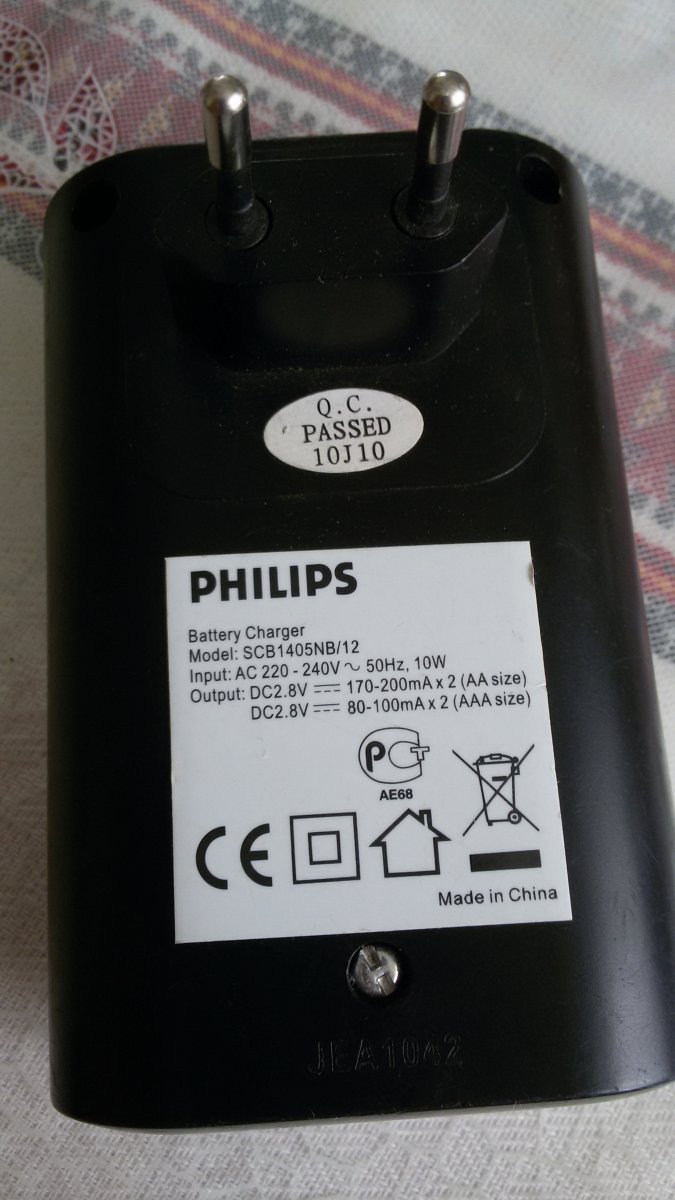 Q.C.
PASSED
10J10
PHILIPS
Battery Charger
Model: SCB1405NB/12
Input: AC 220 - 240V ~ 50Hz, 10W
Output: DC2.8V ⎓ 170-200mA x 2 (AA size)
DC2.8V ⎓ 80-100mA x 2 (AAA size)
PCT
AE68
CE
Made in China
JEA1042